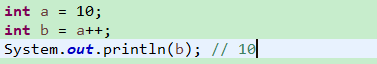 int a = 10;
int b = a++;
System.out.println(b); // 10